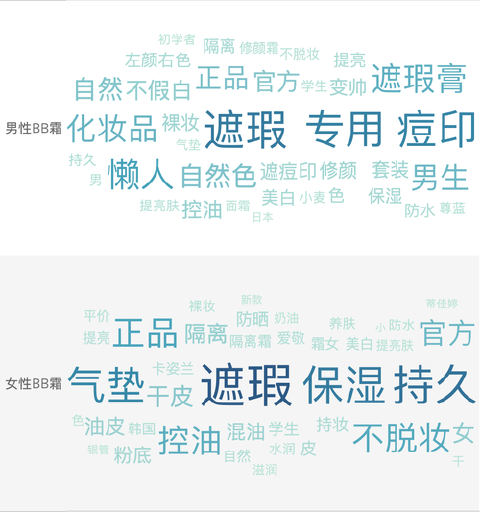 初学者 隔离 修颜霜 不脱妆
左颜右色 提亮
自然 不假白 正品 官方 学生 变帅 遮瑕膏
男性BB霜 化妆品 裸妆 遮瑕 专用 痘印
气垫
持久 懒人 自然色 遮痘印 修颜 套装 男生
男
美白 小麦 色 保湿
提亮肤 控油 面霜 防水 尊蓝
日本
新款
平价 裸妆 防晒 奶油 养肤 小 防水 蒂佳婷
提亮 正品 隔离 隔离霜 爱敬 霜女 美白 提亮肤 官方
卡姿兰
女性BB霜 气垫 干皮 遮瑕 保湿 持久
色 油皮 韩国 控油 混油 学生 持妆 不脱妆 女
银管 粉底 自然 水润 皮 干
滋润